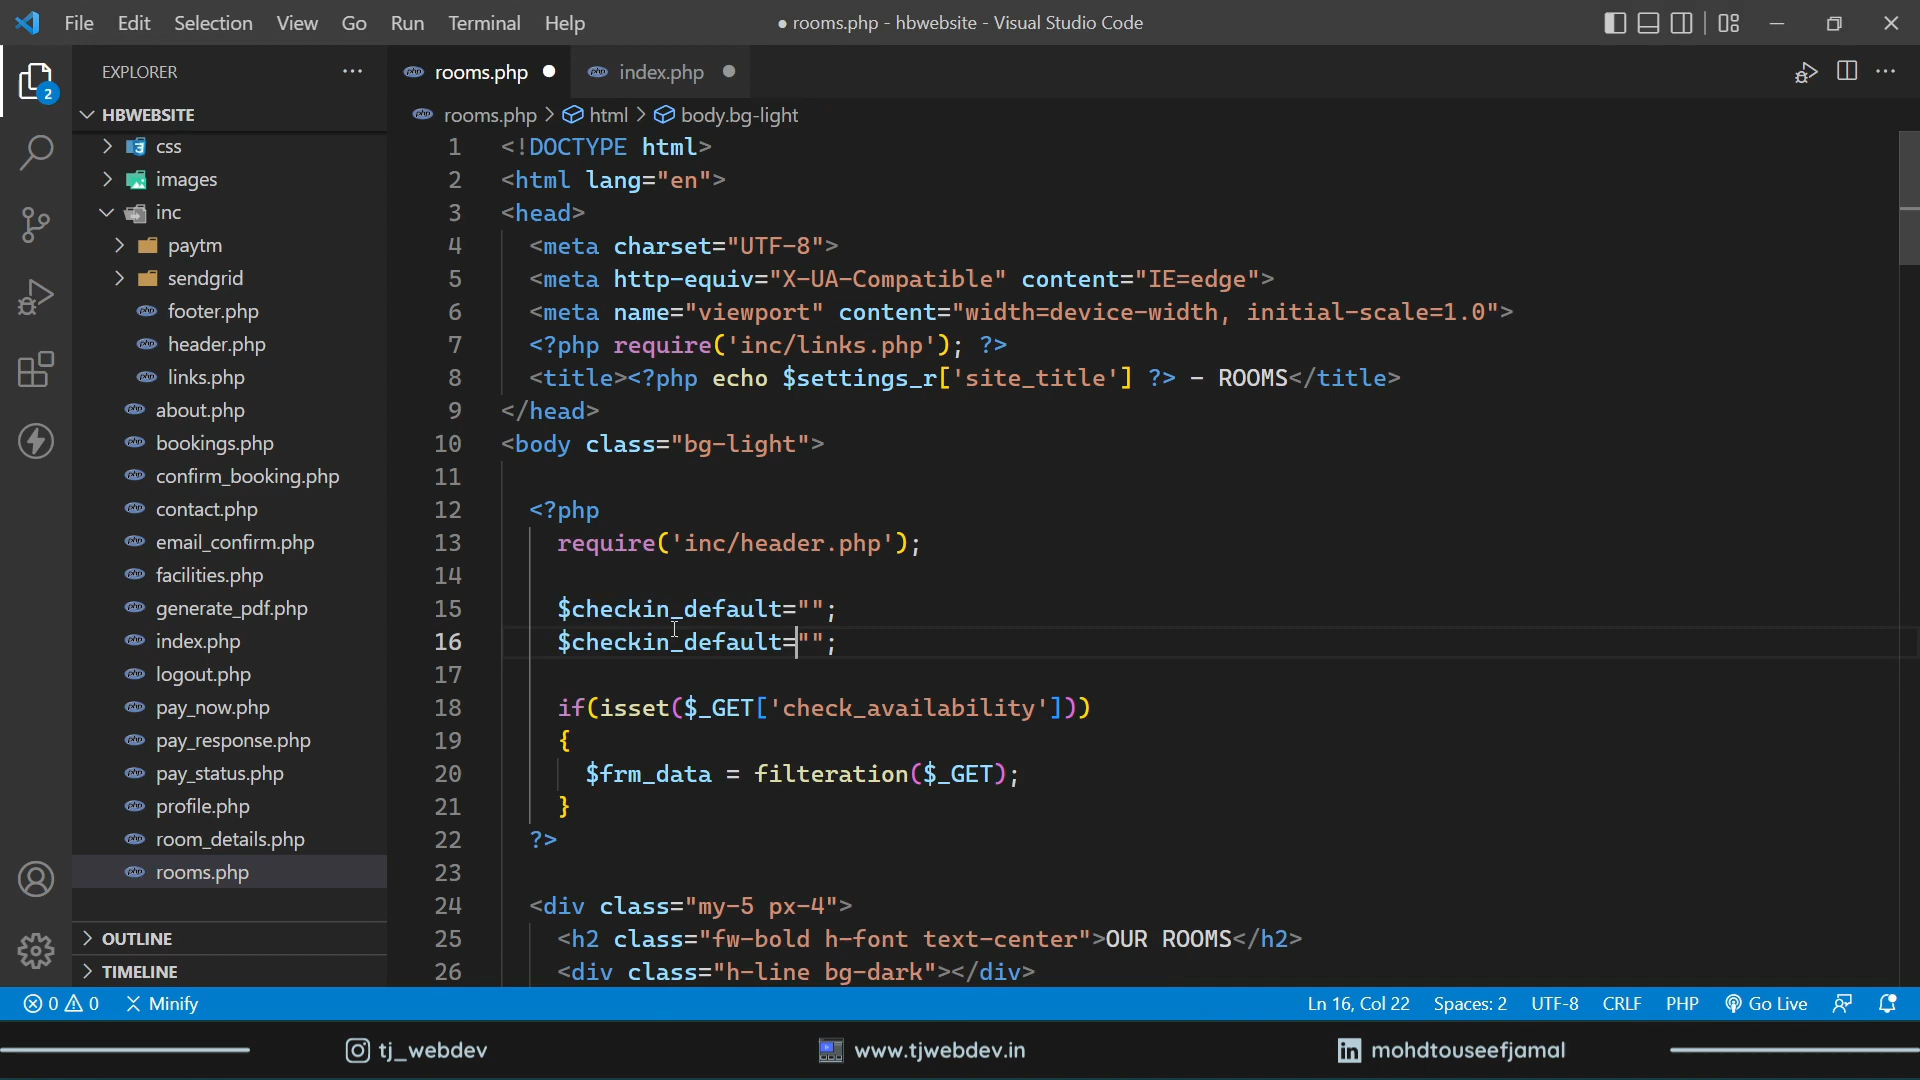 File Edit Selection View Go Run Terminal Help
● rooms.php - hbwebsite - Visual Studio Code
EXPLORER
2
HBWEBSITE
css
images
inc
paytm
sendgrid
footer.php
header.php
links.php
about.php
bookings.php
confirm_booking.php
contact.php
email_confirm.php
facilities.php
generate_pdf.php
index.php
logout.php
pay_now.php
pay_response.php
pay_status.php
profile.php
room_details.php
rooms.php
OUTLINE
TIMELINE
rooms.php ● index.php ●
rooms.php > html > body.bg-light
1 <!DOCTYPE html>
2 <html lang="en">
3 <head>
4 <meta charset="UTF-8">
5 <meta http-equiv="X-UA-Compatible" content="IE=edge">
6 <meta name="viewport" content="width=device-width, initial-scale=1.0">
7 <?php require('inc/links.php'); ?>
8 <title><?php echo $settings_r['site_title'] ?> - ROOMS</title>
9 </head>
10 <body class="bg-light">
11
12 <?php
13 require('inc/header.php');
14
15 $checkin_default="";
16 $checkin_default="";
17
18 if(isset($_GET['check_availability']))
19 {
20 $frm_data = filteration($_GET);
21 }
22 ?>
23
24 <div class="my-5 px-4">
25 <h2 class="fw-bold h-font text-center">OUR ROOMS</h2>
26 <div class="h-line bg-dark"></div>
0 0 Minify Ln 16, Col 22 Spaces: 2 UTF-8 CRLF PHP Go Live
tj_webdev www.tjwebdev.in mohdtouseefjamal